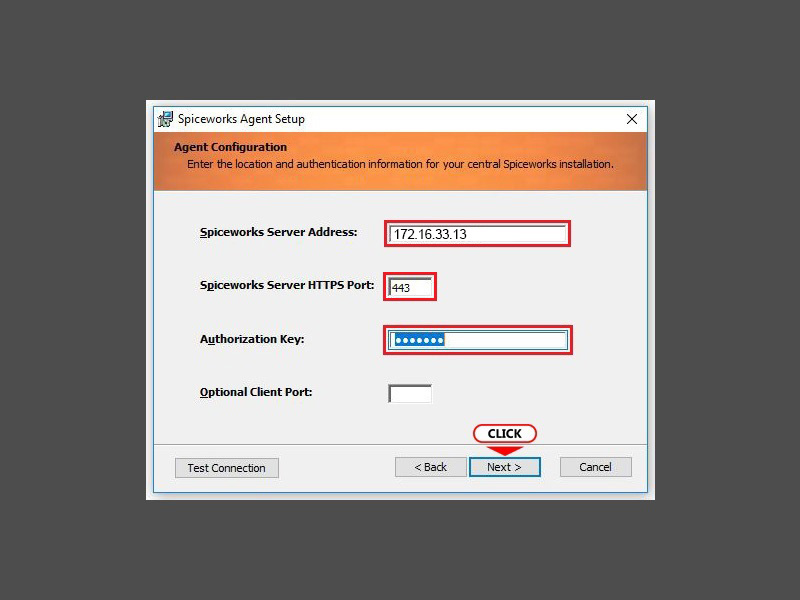 Spiceworks Agent Setup
Agent Configuration
Enter the location and authentication information for your central Spiceworks installation.
Spiceworks Server Address:
172.16.33.13
Spiceworks Server HTTPS Port:
443
Authorization Key:
•••••••
Optional Client Port:
CLICK
Test Connection
< Back
Next >
Cancel